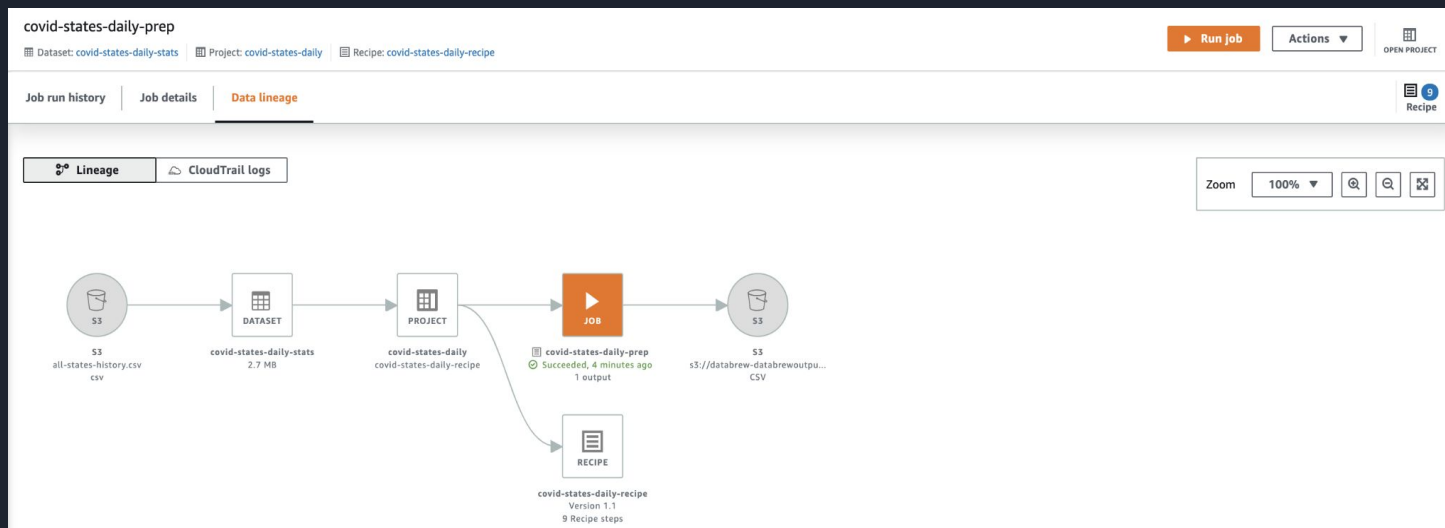 covid-states-daily-prep
Dataset: covid-states-daily-stats Project: covid-states-daily Recipe: covid-states-daily-recipe
Run job
Actions
OPEN PROJECT
Job run history
Job details
Data lineage
9
Recipe
Lineage
CloudTrail logs
Zoom
100%
S3
S3
all-states-history.csv
csv
DATASET
covid-states-daily-stats
2.7 MB
PROJECT
covid-states-daily
covid-states-daily-recipe
JOB
covid-states-daily-prep
Succeeded, 4 minutes ago
1 output
S3
S3
s3://databrew-databrewoutpu...
CSV
RECIPE
covid-states-daily-recipe
Version 1.1
9 Recipe steps